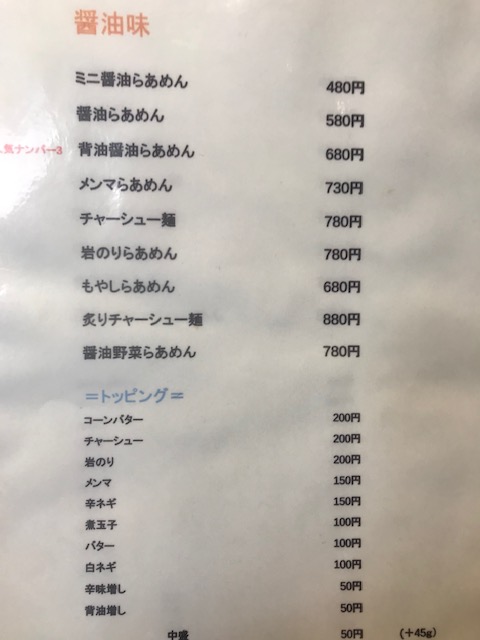 醤油味
ミニ醤油らあめん 480円
醤油らあめん 580円
気ナンバー3 背油醤油らあめん 680円
メンマらあめん 730円
チャーシュー麺 780円
岩のりらあめん 780円
もやしらあめん 680円
炙りチャーシュー麺 880円
醤油野菜らあめん 780円
＝トッピング＝
コーンバター 200円
チャーシュー 200円
岩のり 200円
メンマ 150円
辛ネギ 150円
煮玉子 100円
バター 100円
白ネギ 100円
辛味増し 50円
背油増し 50円
中盛 50円 (＋45g)